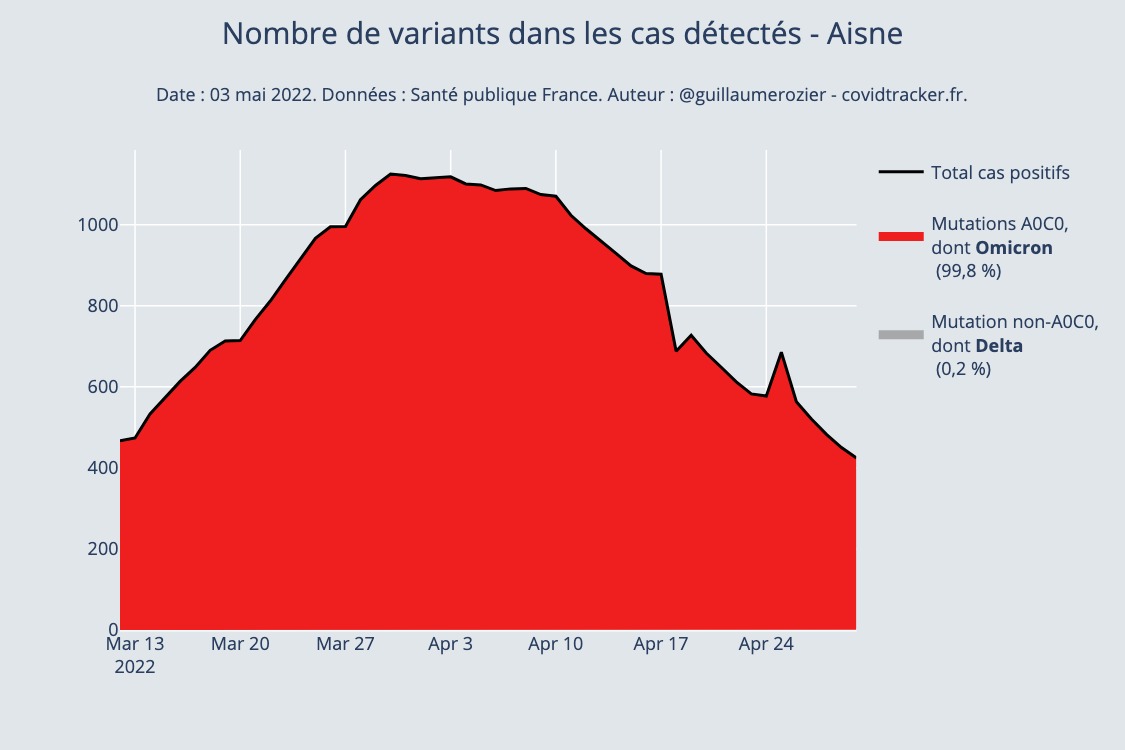 Nombre de variants dans les cas détectés - Aisne
Date : 03 mai 2022. Données : Santé publique France. Auteur : @guillaumerozier - covidtracker.fr.
Total cas positifs
Mutations A0C0,
dont Omicron
(99,8 %)
Mutation non-A0C0,
dont Delta
(0,2 %)
1000
800
600
400
200
0
Mar 13
2022
Mar 20
Mar 27
Apr 3
Apr 10
Apr 17
Apr 24